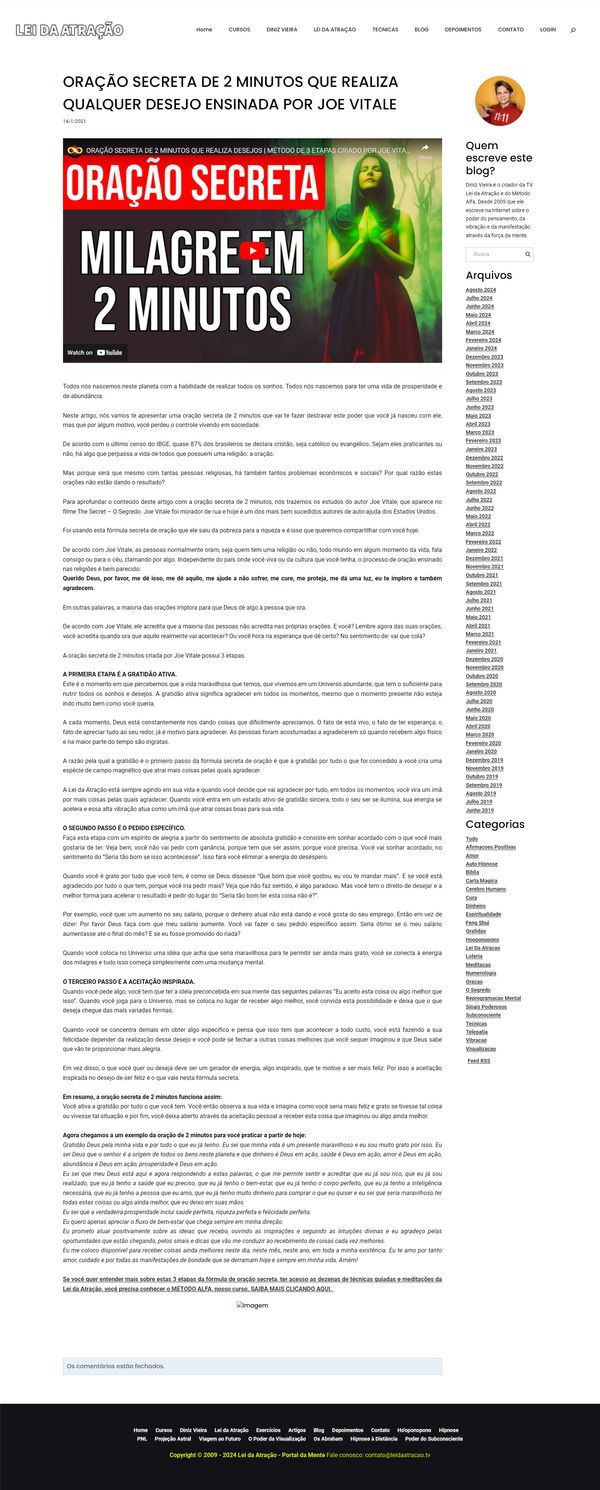 LEI DA ATRAÇÃO
Home CURSOS DINIZ VIEIRA LEI DA ATRAÇÃO TECNICAS BLOG DEPOIMENTOS CONTATO LOGIN
ORAÇÃO SECRETA DE 2 MINUTOS QUE REALIZA
QUALQUER DESEJO ENSINADA POR JOE VITALE
14/1/2021
ORAÇÃO SECRETA DE 2 MINUTOS QUE REALIZA DESEJOS | MÉTODO DE 3 ETAPAS CRIADO POR JOE VITA...
Share
ORAÇÃO SECRETA
MILAGRE EM
2 MINUTOS
Watch on YouTube
Todos nós nascemos neste planeta com a habilidade de realizar todos os sonhos. Todos nós nascemos para ter uma vida de prosperidade e
de abundância.
Neste artigo, nós vamos te apresentar uma oração secreta de 2 minutos que vai te fazer destravar este poder que você já nasceu com ele,
mas que por algum motivo, você perdeu o controle vivendo em sociedade.
De acordo com o último censo do IBGE, quase 87% dos brasileiros se declara cristão, seja católico ou evangélico. Sejam eles praticantes ou
não, há algo que perpassa a vida de todos que possuem uma religião: a oração.
Mas porque será que mesmo com tantas pessoas religiosas, há também tantos problemas econômicos e sociais? Por qual razão estas
orações não estão dando o resultado?
Para aprofundar o conteúdo deste artigo com a oração secreta de 2 minutos, nós trazemos os estudos do autor Joe Vitale, que aparece no
filme The Secret – O Segredo. Joe Vitale foi morador de rua e hoje é um dos mais bem sucedidos autores de auto-ajuda dos Estados Unidos.
Foi usando esta fórmula secreta de oração que ele saiu da pobreza para a riqueza e é isso que queremos compartilhar com você hoje.
De acordo com Joe Vitale, as pessoas normalmente oram, seja quem tem uma religião ou não, todo mundo em algum momento da vida, fala
consigo ou para o céu, clamando por algo. Independente do país onde você viva ou da cultura que você tenha, o processo de oração ensinado
nas religiões é bem parecido:
Querido Deus, por favor, me dê isso, me dê aquilo, me ajude a não sofrer, me cure, me proteja, me dá uma luz, eu te imploro e também
agradecem.
Em outras palavras, a maioria das orações implora para que Deus dê algo à pessoa que ora.
De acordo com Joe Vitale, ele acredita que a maioria das pessoas não acredita nas próprias orações. E você? Lembre agora das suas orações,
você acredita quando ora que aquilo realmente vai acontecer? Ou você hora na esperança que dê certo? No sentimento de: vai que cola?
A oração secreta de 2 minutos criada por Joe Vitale possui 3 etapas.
A PRIMEIRA ETAPA É A GRATIDÃO ATIVA.
Este é o momento em que percebemos que a vida maravilhosa que temos, que vivemos em um Universo abundante, que tem o suficiente para
nutrir todos os sonhos e desejos. A gratidão ativa significa agradecer em todos os momentos, mesmo que o momento presente não esteja
indo muito bem como você queria.
A cada momento, Deus está constantemente nos dando coisas que dificilmente apreciamos. O fato de está vivo, o fato de ter esperança, o
fato de apreciar tudo ao seu redor, já é motivo para agradecer. As pessoas foram acostumadas a agradecerem só quando recebem algo físico
e na maior parte do tempo são ingratas.
A razão pela qual a gratidão é o primeiro passo da fórmula secreta de oração é que a gratidão por tudo o que foi concedido a você cria uma
espécie de campo magnético que atrai mais coisas pelas quais agradecer.
A Lei da Atração está sempre agindo em sua vida e quando você decide que vai agradecer por tudo, em todos os momentos, você vira um imã
por mais coisas pelas quais agradecer. Quando você entra em um estado ativo de gratidão sincera, todo o seu ser se ilumina, sua energia se
acelera e essa alta vibração atua como um imã que atrai coisas boas para sua vida.
O SEGUNDO PASSO É O PEDIDO ESPECÍFICO.
Faça esta etapa com um espírito de alegria a partir do sentimento de absoluta gratidão e consiste em sonhar acordado com o que você mais
gostaria de ter. Veja bem, você não vai pedir com ganância, porque tem que ser assim, porque você precisa. Você vai sonhar acordado, no
sentimento do "Seria tão bom se isso acontecesse". Isso fará você eliminar a energia do desespero.
Quando você é grato por tudo que você tem, é como se Deus dissesse "Que bom que você gostou, eu vou te mandar mais". E se você está
agradecido por tudo o que tem, porque você iria pedir mais? Veja que não faz sentido, é algo paradoxo. Mas você tem o direito de desejar e a
melhor forma para acelerar o resultado é pedir do lugar do "Seria tão bom ter esta coisa não é?".
Por exemplo, você quer um aumento no seu salário, porque o dinheiro atual não está dando e você gosta do seu emprego. Então em vez de
dizer: Por favor Deus faça com que meu salário aumente. Você vai fazer o seu pedido específico assim: Seria ótimo se o meu salário
aumentasse até o final do mês? E se eu fosse promovido do nada?
Quando você coloca no Universo uma idéia que acha que seria maravilhosa para te permitir ser ainda mais grato, você se conecta à energia
dos milagres e tudo isso começa simplesmente com uma mudança mental.
O TERCEIRO PASSO É A ACEITAÇÃO INSPIRADA.
Quando você pede algo, você tem que ter a ideia preconcebida em sua mente das seguintes palavras "Eu aceito esta coisa ou algo melhor que
isso". Quando você joga para o Universo, mas se coloca no lugar de receber algo melhor, você convida esta possibilidade e deixa que o que
deseja chegue das mais variadas formas.
Quando você se concentra demais em obter algo específico e pensa que isso tem que acontecer a todo custo, você está fazendo a sua
felicidade depender da realização desse desejo e você pode se fechar a outras coisas melhores que você sequer imaginou e que Deus sabe
que vão te proporcionar mais alegria.
Em vez disso, o que você quer ou deseja deve ser um gerador de energia, algo inspirado, que te motive a ser mais feliz. Por isso a aceitação
inspirada no desejo de ser feliz é o que vale nesta fórmula secreta.
Em resumo, a oração secreta de 2 minutos funciona assim:
Você ativa a gratidão por tudo o que você tem. Você então observa a sua vida e imagina como você seria mais feliz e grato se tivesse tal coisa
ou vivesse tal situação e por fim, você deixa aberto através da aceitação pessoal a receber esta coisa que imaginou ou algo ainda melhor.
Agora chegamos a um exemplo da oração de 2 minutos para você praticar a partir de hoje:
Gratidão Deus pela minha vida e por tudo o que eu já tenho. Eu sei que minha vida é um presente maravilhoso e eu sou muito grato por isso. Eu
sei Deus que o senhor é a origem de todos os bens neste planeta e que dinheiro é Deus em ação, saúde é Deus em ação, amor é Deus em ação,
abundância é Deus em ação, prosperidade é Deus em ação.
Eu sei que meu Deus está aqui e agora respondendo a estas palavras, o que me permite sentir e acreditar que eu já sou rico, que eu já sou
realizado, que eu já tenho a saúde que eu preciso, que eu já tenho o bem-estar, que eu já tenho o corpo perfeito, que eu já tenho a inteligência
necessária, que eu já tenho a pessoa que eu amo, que eu já tenho muito dinheiro para comprar o que eu quiser e eu sei que seria maravilhoso ter
todas estas coisas ou algo ainda melhor, que eu deixo em suas mãos.
Eu sei que a verdadeira prosperidade inclui saúde perfeita, riqueza perfeita e felicidade perfeita.
Eu quero apenas apreciar o fluxo de bem-estar que chega sempre em minha direção.
Eu prometo atuar positivamente sobre as ideias que recebo, ouvindo as inspirações e segundo as intuições divinas e eu agradeço pelas
oportunidades que estão chegando, pelos sinais e dicas que vão me conduzir ao recebimento de coisas cada vez melhores.
Eu me coloco disponível para receber coisas ainda melhores neste dia, neste mês, neste ano, em toda a minha existência. Eu te amo por tanto
amor, cuidado e por todas as manifestações de bondade que se derramam hoje e sempre em minha vida. Amém!
Se você quer entender mais sobre estas 3 etapas da fórmula de oração secreta, ter acesso as dezenas de técnicas guiadas e meditações da
Lei da Atração, você precisa conhecer o MÉTODO ALFA, nosso curso. SAIBA MAIS CLICANDO AQUI.
Imagem
Os comentários estão fechados.
Quem
escreve este
blog?
Diniz Vieira é o criador da TV
Lei da Atração e do Método
Alfa. Desde 2009 que ele
escreve na Internet sobre o
poder do pensamento, da
vibração e da manifestação
através da força da mente.
Busca
Arquivos
Agosto 2024
Julho 2024
Junho 2024
Maio 2024
Abril 2024
Março 2024
Fevereiro 2024
Janeiro 2024
Dezembro 2023
Novembro 2023
Outubro 2023
Setembro 2023
Agosto 2023
Julho 2023
Junho 2023
Maio 2023
Abril 2023
Março 2023
Fevereiro 2023
Janeiro 2023
Dezembro 2022
Novembro 2022
Outubro 2022
Setembro 2022
Agosto 2022
Julho 2022
Junho 2022
Maio 2022
Abril 2022
Março 2022
Fevereiro 2022
Janeiro 2022
Dezembro 2021
Novembro 2021
Outubro 2021
Setembro 2021
Agosto 2021
Julho 2021
Junho 2021
Maio 2021
Abril 2021
Março 2021
Fevereiro 2021
Janeiro 2021
Dezembro 2020
Novembro 2020
Outubro 2020
Setembro 2020
Agosto 2020
Julho 2020
Junho 2020
Maio 2020
Abril 2020
Março 2020
Fevereiro 2020
Janeiro 2020
Dezembro 2019
Novembro 2019
Outubro 2019
Setembro 2019
Agosto 2019
Julho 2019
Junho 2019
Categorias
Tudo
Afirmacoes Positivas
Amor
Auto Hipnose
Bíblia
Carta Magica
Cerebro Humano
Cura
Dinheiro
Espiritualidade
Feng Shui
Gratidao
Hooponopono
Lei Da Atracao
Loteria
Meditacao
Numerologia
Oracao
O Segredo
Reprogramacao Mental
Sinais Poderosos
Subconsciente
Tecnicas
Telepatia
Vibracao
Visualizacao
Feed RSS
Home Cursos Diniz Vieira Lei da Atração Exercícios Artigos Blog Depoimentos Contato Ho'oponopono Hipnose
PNL Projeção Astral Viagem ao Futuro O Poder da Visualização Os Abraham Hipnose à Distância Poder do Subconsciente
Copyright © 2009 - 2024 Lei da Atração - Portal da Mente Fale conosco: contato@leidaatracao.tv